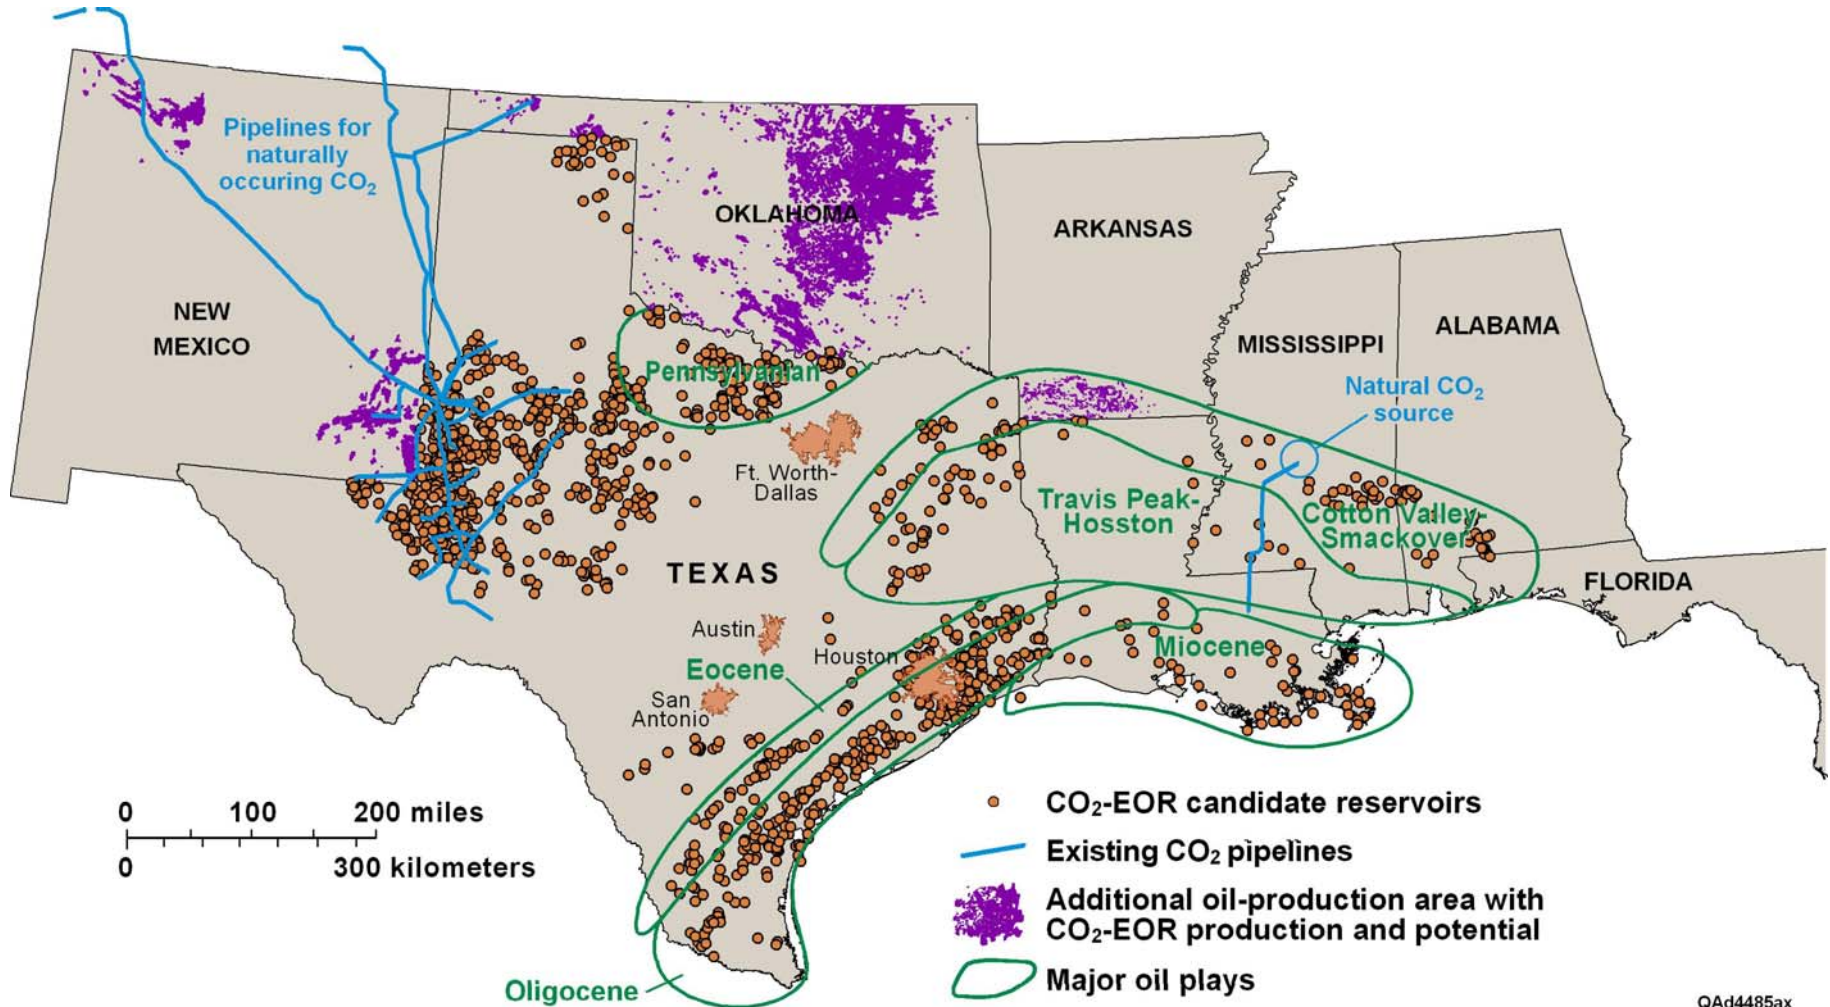 Pipelines for
naturally
occuring CO₂
OKLAHOMA
ARKANSAS
NEW
MEXICO
MISSISSIPPI
ALABAMA
Pennsylvanian
Natural CO₂
source
Ft. Worth-
Dallas
Travis Peak-
Hosston
Cotton Valley-
Smackover
TEXAS
FLORIDA
Austin
Houston
Miocene
Eocene
San
Antonio
0 100 200 miles
0 300 kilometers
CO₂-EOR candidate reservoirs
Existing CO₂ pipelines
Additional oil-production area with
CO₂-EOR production and potential
Major oil plays
Oligocene
QAd4485ax